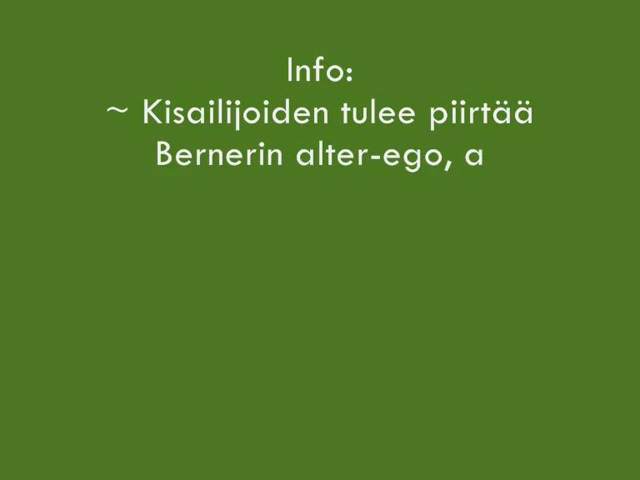 Info:
~ Kisailijoiden tulee piirtää
Bernerin alter-ego, a